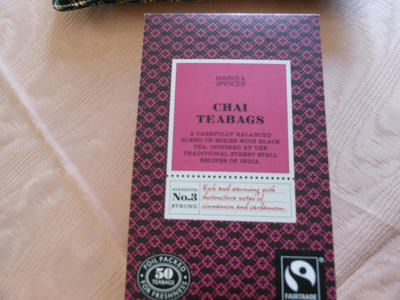 MARKS &
SPENCER
CHAI
TEABAGS
A CAREFULLY BALANCED
BLEND OF SPICES WITH BLACK
TEA, INSPIRED BY THE
TRADITIONAL STREET STALL
RECIPES OF INDIA.
STRENGTH
No.3
STRONG
Rich and warming with
distinctive notes of
cinnamon and cardamom.
FOIL PACKED
50
TEABAGS
FOR FRESHNESS
FAIRTRADE